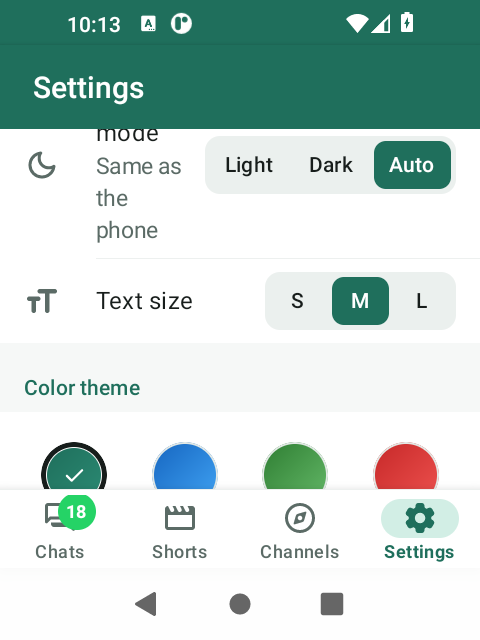 10:13
Settings
mode
Same as
the
phone
Light Dark Auto
Text size
S M L
Color theme
18
Chats Shorts Channels Settings